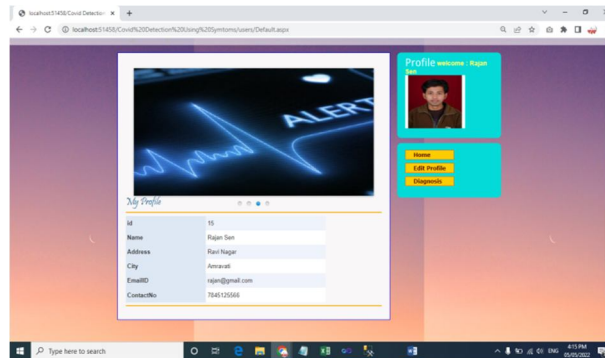 localhost:51458/Covid Detection
localhost:51458/Covid%20Detection%20Using%20Symtoms/users/Default.aspx
Profile welcome : Rajan
Sen
ALERT
Home
Edit Profile
Diagnosis
My Profile
id 15
Name Rajan Sen
Address Ravi Nagar
City Amravati
EmailID rajan@gmail.com
ContactNo 7845125566
Type here to search
ENG
4:15 PM
05/05/2022